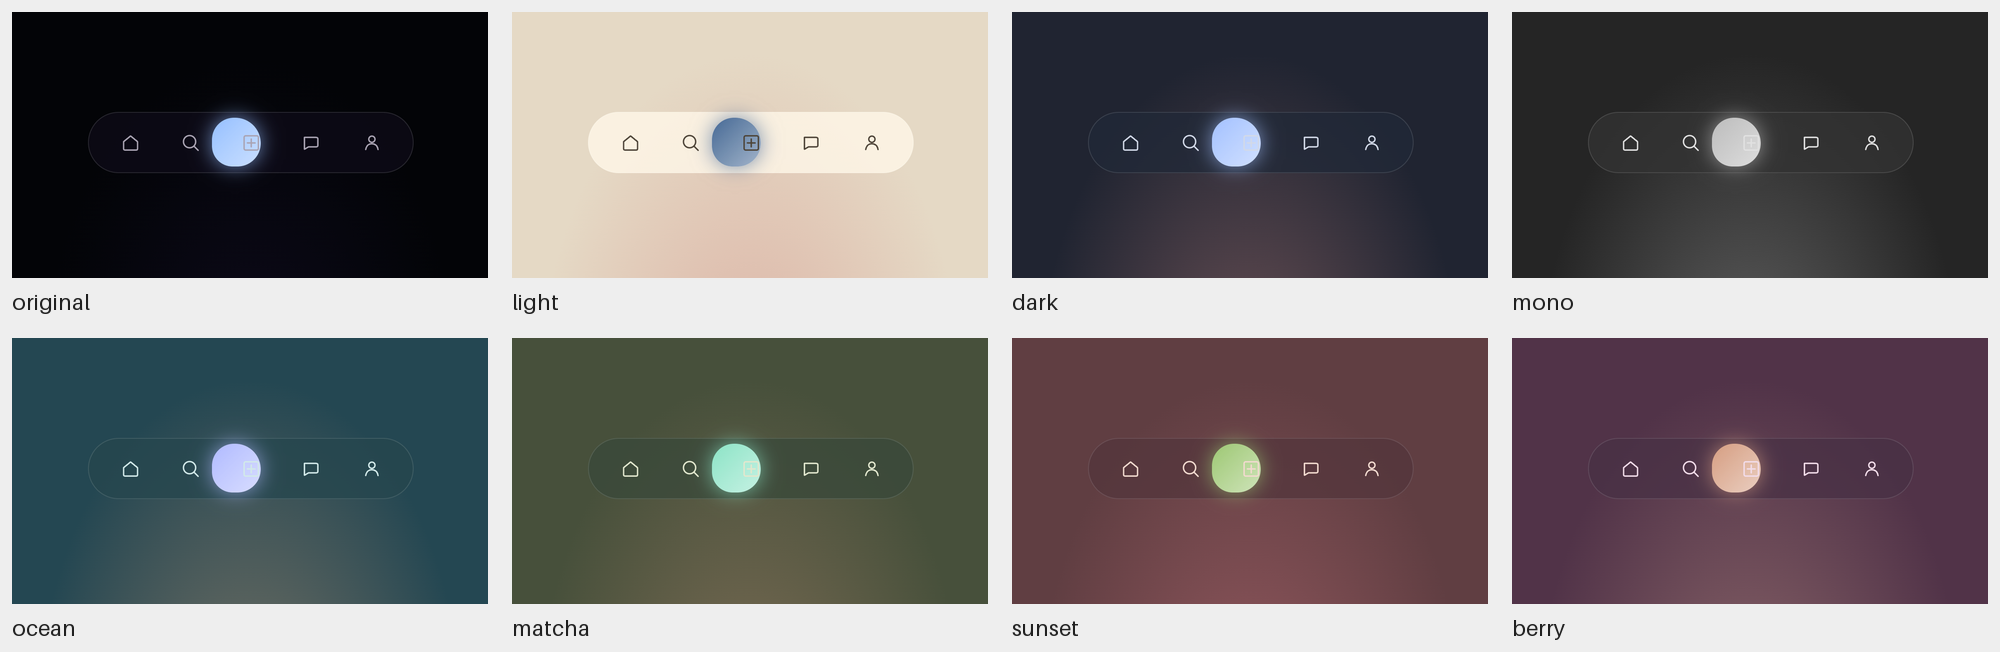 original
light
dark
mono
ocean
matcha
sunset
berry